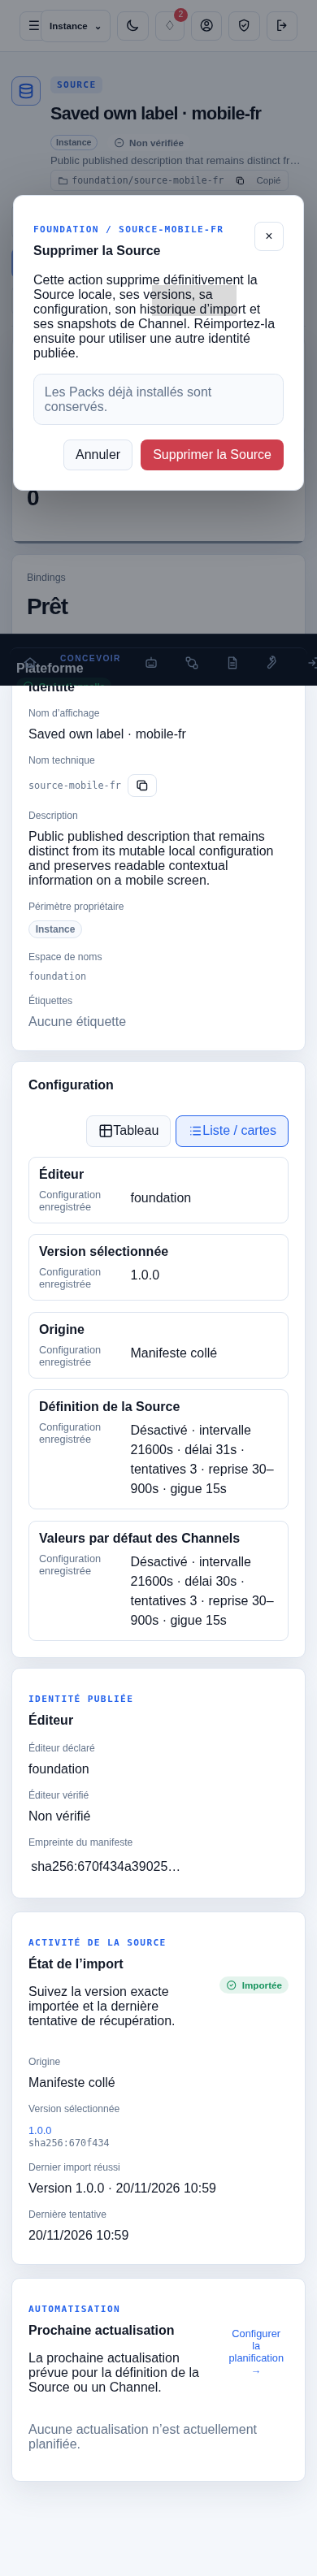 Instance
2
SOURCE
Saved own label · mobile-fr
Instance
Non vérifiée
Public published description that remains distinct fr…
foundation/source-mobile-fr
Copié
FOUNDATION / SOURCE-MOBILE-FR
Supprimer la Source
×
Cette action supprime définitivement la
Source locale, ses versions, sa
configuration, son historique d’import et
ses snapshots de Channel. Réimportez-la
ensuite pour utiliser une autre identité
publiée.
Les Packs déjà installés sont
conservés.
Annuler
Supprimer la Source
0
Bindings
Prêt
CONCEVOIR
Plateforme
Identité
Nom d’affichage
Saved own label · mobile-fr
Nom technique
source-mobile-fr
Description
Public published description that remains
distinct from its mutable local configuration
and preserves readable contextual
information on a mobile screen.
Périmètre propriétaire
Instance
Espace de noms
foundation
Étiquettes
Aucune étiquette
Configuration
Tableau
Liste / cartes
Éditeur
Configuration
enregistrée
foundation
Version sélectionnée
Configuration
enregistrée
1.0.0
Origine
Configuration
enregistrée
Manifeste collé
Définition de la Source
Configuration
enregistrée
Désactivé · intervalle
21600s · délai 31s ·
tentatives 3 · reprise 30–
900s · gigue 15s
Valeurs par défaut des Channels
Configuration
enregistrée
Désactivé · intervalle
21600s · délai 30s ·
tentatives 3 · reprise 30–
900s · gigue 15s
IDENTITÉ PUBLIÉE
Éditeur
Éditeur déclaré
foundation
Éditeur vérifié
Non vérifié
Empreinte du manifeste
sha256:670f434a39025…
ACTIVITÉ DE LA SOURCE
État de l’import
Importée
Suivez la version exacte
importée et la dernière
tentative de récupération.
Origine
Manifeste collé
Version sélectionnée
1.0.0
sha256:670f434
Dernier import réussi
Version 1.0.0 · 20/11/2026 10:59
Dernière tentative
20/11/2026 10:59
AUTOMATISATION
Prochaine actualisation
Configurer
la
planification
→
La prochaine actualisation
prévue pour la définition de la
Source ou un Channel.
Aucune actualisation n’est actuellement
planifiée.